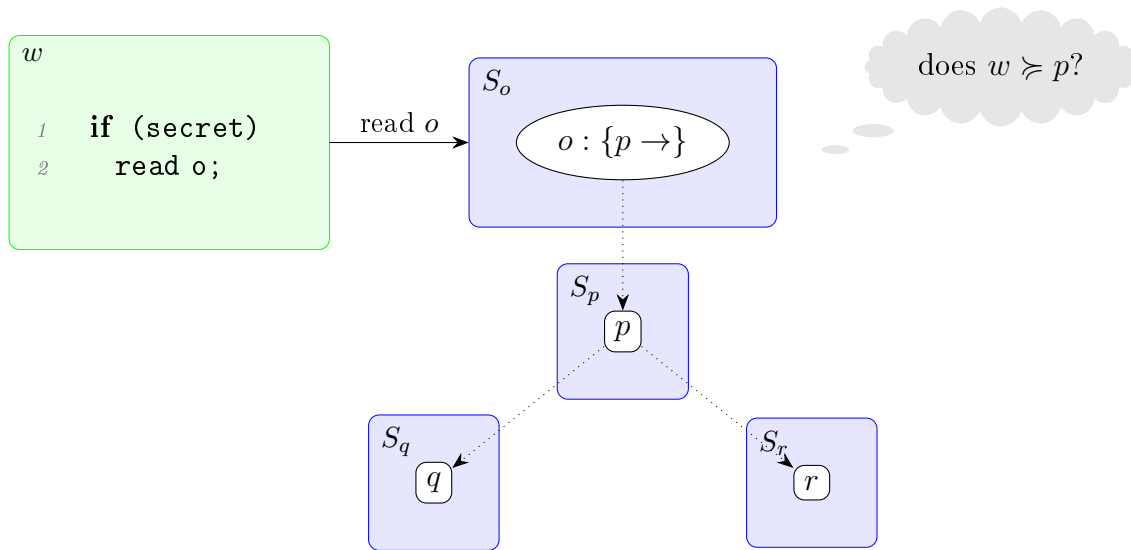 w
1 if (secret)
2 read o;
read o
S_o
o : {p →}
does w ≽ p?
S_p
p
S_q
q
S_r
r